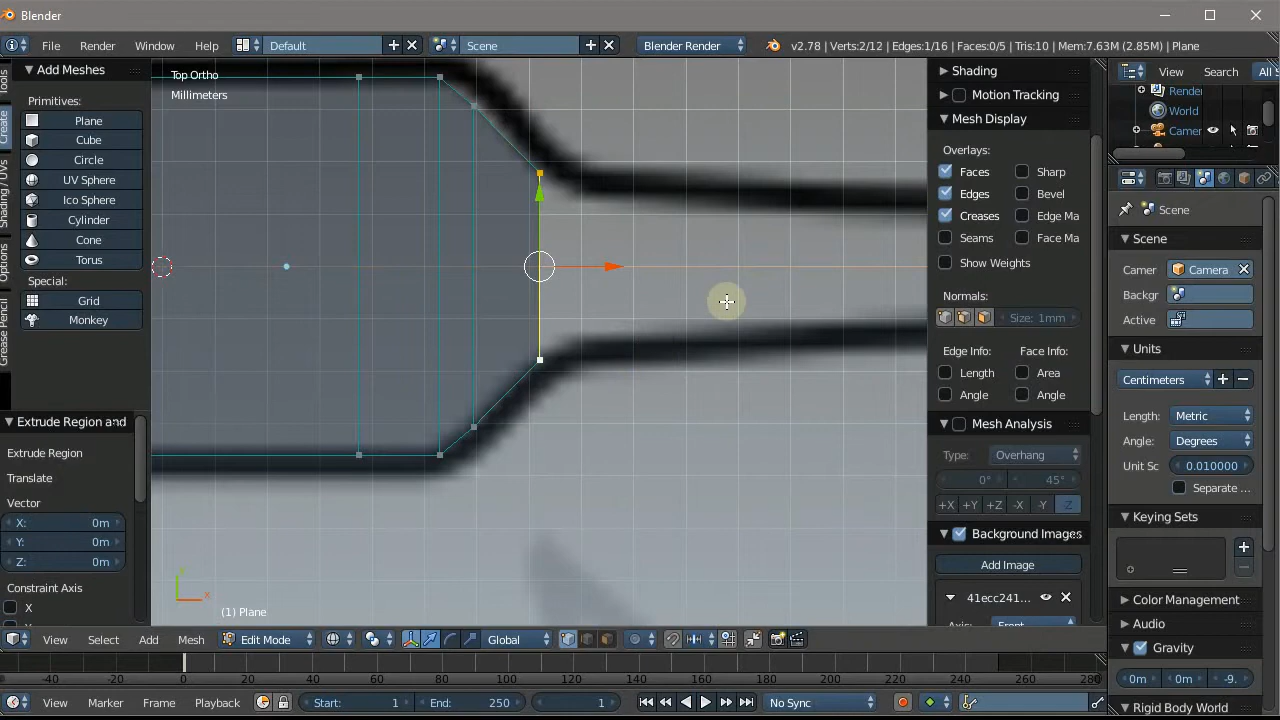 Blender
File Render Window Help Default Scene Blender Render v2.78 | Verts:2/12 | Edges:1/16 | Faces:0/5 | Tris:10 | Mem:7.63M (2.85M) | Plane
Tools
Create
Shading / UVs
Options
Grease Pencil
Add Meshes
Primitives:
Plane
Cube
Circle
UV Sphere
Ico Sphere
Cylinder
Cone
Torus
Special:
Grid
Monkey
Extrude Region and
Extrude Region
Translate
Vector
X: 0m
Y: 0m
Z: 0m
Constraint Axis
X
Top Ortho
Millimeters
x
(1) Plane
Shading
Motion Tracking
Mesh Display
Overlays:
Faces Sharp
Edges Bevel
Creases Edge Ma
Seams Face Ma
Show Weights
Normals:
Size: 1mm
Edge Info: Face Info:
Length Area
Angle Angle
Mesh Analysis
Type: Overhang
0° 45°
+X +Y +Z -X -Y -Z
Background Images
Add Image
41ecc241...
Axis: Front
View Search All S
Render
World
Camer
Scene
Scene
Camer Camera
Backgr
Active
Units
Centimeters
Length: Metric
Angle: Degrees
Unit Sc 0.010000
Separate ...
Keying Sets
Color Management
Audio
Gravity
0m 0m -9.
Rigid Body World
View Select Add Mesh Edit Mode Global
-40 -20 0 20 40 60 80 100 120 140 160 180 200 220 240 260 280
View Marker Frame Playback Start: 1 End: 250 1 No Sync